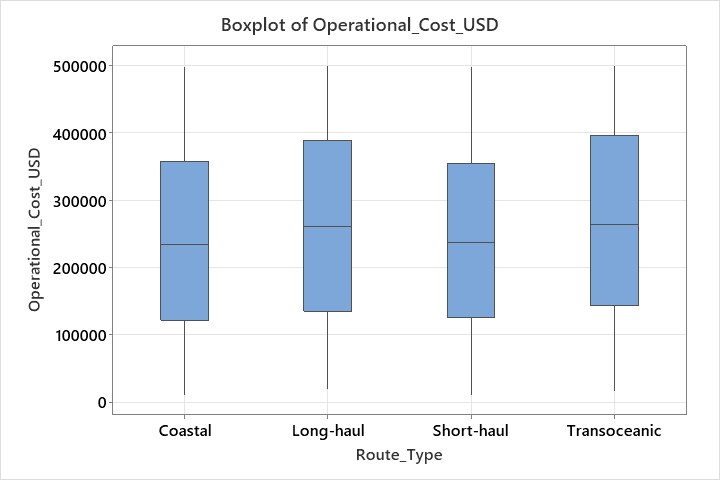 Boxplot of Operational_Cost_USD
Operational_Cost_USD
500000
400000
300000
200000
100000
0
Coastal
Long-haul
Short-haul
Transoceanic
Route_Type